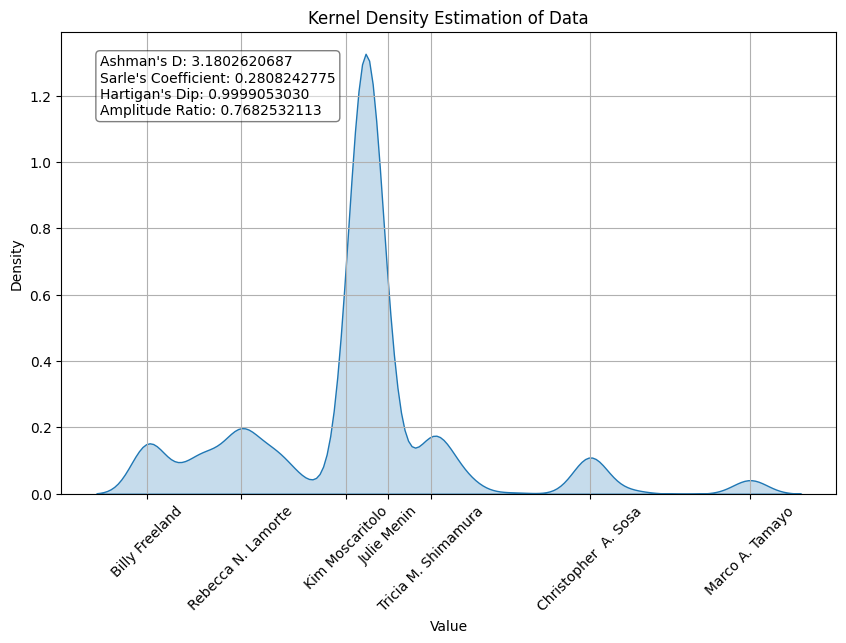 Kernel Density Estimation of Data
Ashman's D: 3.1802620687
Sarle's Coefficient: 0.2808242775
Hartigan's Dip: 0.9999053030
Amplitude Ratio: 0.7682532113
Density
1.2
1.0
0.8
0.6
0.4
0.2
0.0
Billy Freeland
Rebecca N. Lamorte
Kim Moscaritolo
Julie Menin
Tricia M. Shimamura
Christopher  A. Sosa
Marco A. Tamayo
Value